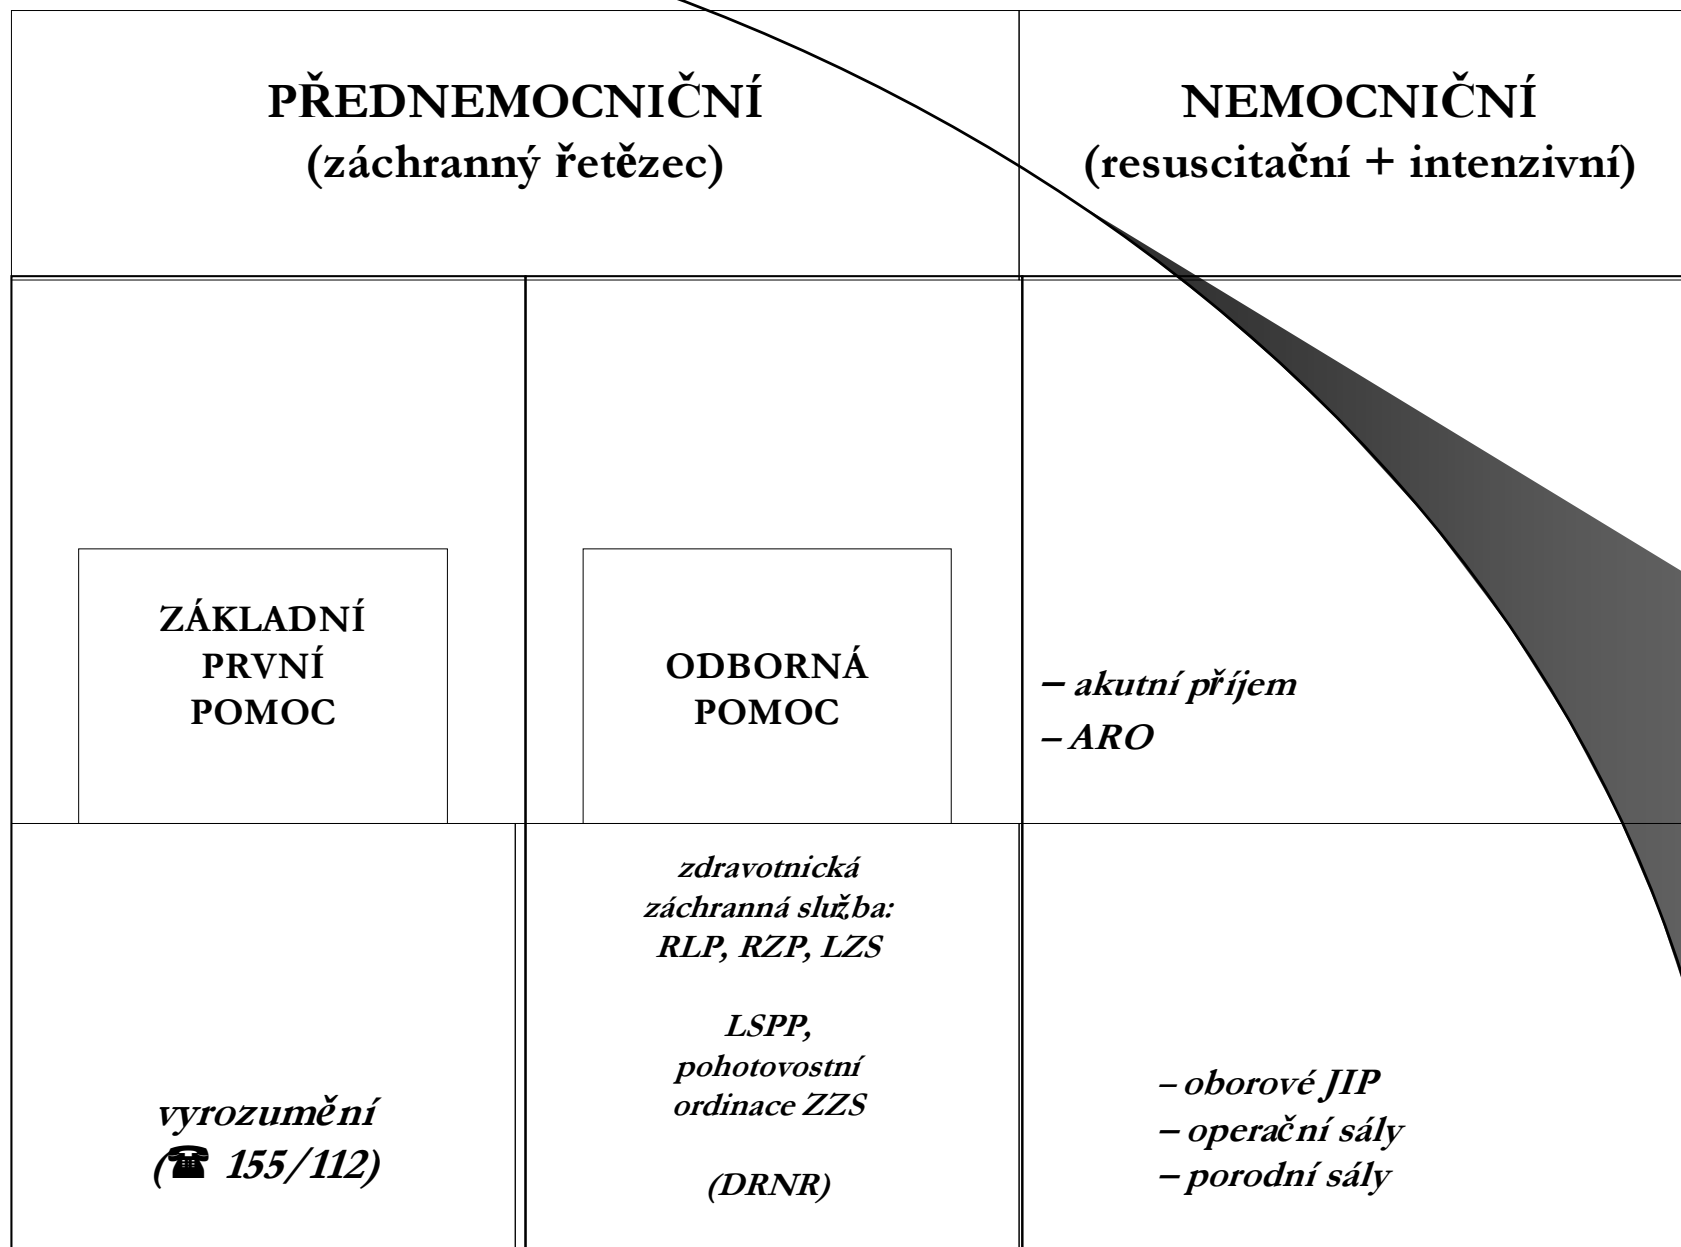 PŘEDNEMOCNIČNÍ
(záchranný řetězec)
NEMOCNIČNÍ
(resuscitační + intenzivní)
ZÁKLADNÍ
PRVNÍ
POMOC
ODBORNÁ
POMOC
– akutní příjem
– ARO
vyrozumění
(☎ 155/112)
zdravotnická
záchranná služba:
RLP, RZP, LZS
LSPP,
pohotovostní
ordinace ZZS
(DRNR)
– oborové JIP
– operační sály
– porodní sály